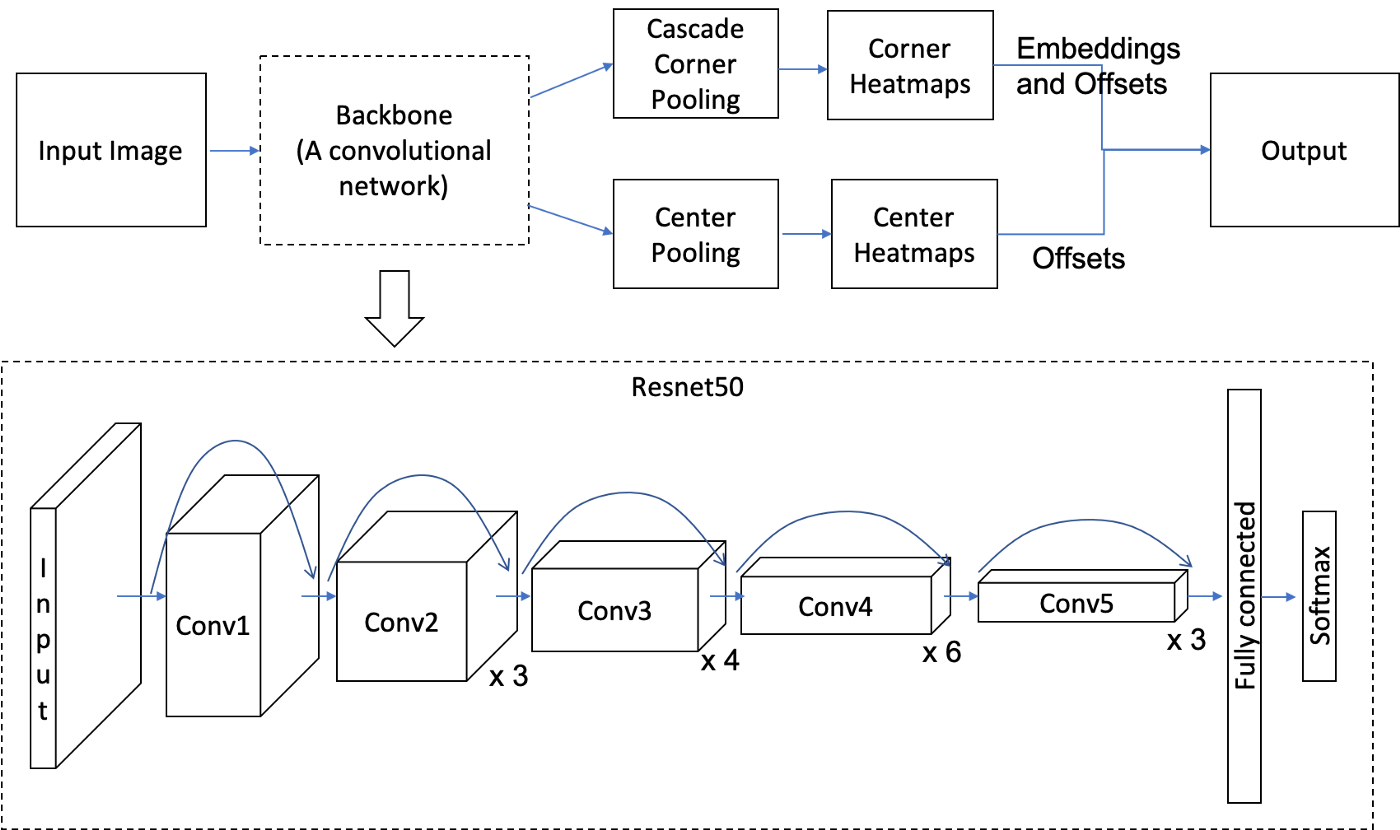 Input Image
Backbone
(A convolutional
network)
Cascade
Corner
Pooling
Corner
Heatmaps
Embeddings
and Offsets
Center
Pooling
Center
Heatmaps
Offsets
Output
Resnet50
Input
Conv1
Conv2
x 3
Conv3
x 4
Conv4
x 6
Conv5
x 3
Fully connected
Softmax